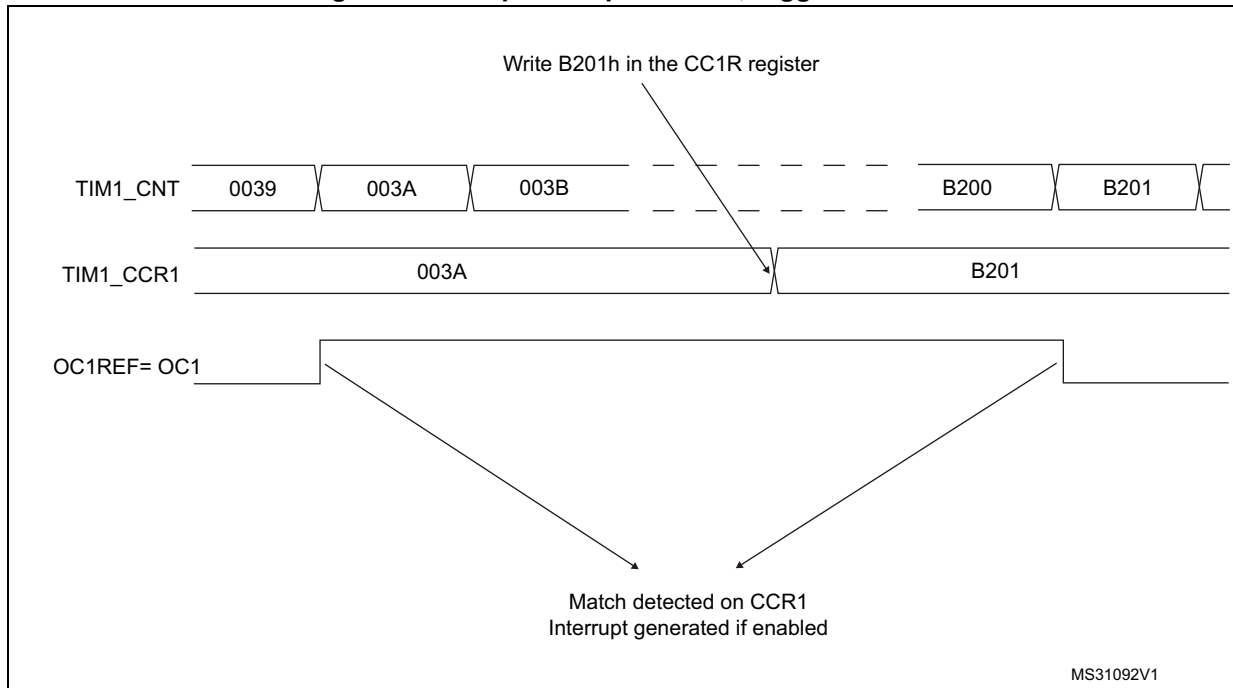 Write B201h in the CC1R register
TIM1_CNT 0039 003A 003B B200 B201
TIM1_CCR1 003A B201
OC1REF= OC1
Match detected on CCR1
Interrupt generated if enabled
MS31092V1